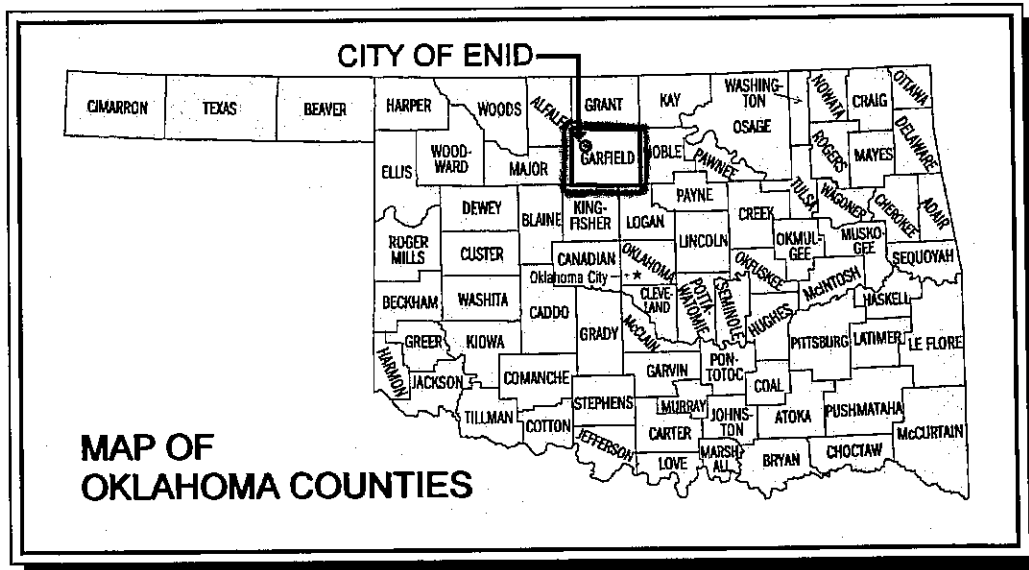 CITY OF ENID
CIMARRON
TEXAS
BEAVER
HARPER
WOODS
ALFALF
GRANT
KAY
WASHING-
TON
OSAGE
NOWATA
CRAIG
OTTAWA
ELLIS
WOOD-
WARD
MAJOR
GARFIELD
NOBLE
PAWNEE
ROGERS
MAYES
DELAWARE
DEWEY
BLAINE
KING-
FISHER
LOGAN
PAYNE
CREEK
TULSA
WAGONER
CHEROKEE
ADAIR
ROGER
MILLS
CUSTER
CANADIAN
Oklahoma City
OKLAHOMA
LINCOLN
OKFUSKEE
OKMUL-
GEE
MUSKO-
GEE
McINTOSH
SEQUOYAH
BECKHAM
WASHITA
CADDO
GRADY
CLEVE-
LAND
McCLAIN
POTTA-
WATOMIE
SEMINOLE
HUGHES
PITTSBURG
HASKELL
LATIMER
LE FLORE
HARMON
GREER
KIOWA
JACKSON
COMANCHE
TILLMAN
COTTON
STEPHENS
JEFFERSON
GARVIN
MURRAY
CARTER
LOVE
PON-
TOTOC
JOHNS-
TON
MARSH-
ALL
COAL
ATOKA
BRYAN
PUSHMATAHA
CHOCTAW
McCURTAIN
MAP OF
OKLAHOMA COUNTIES